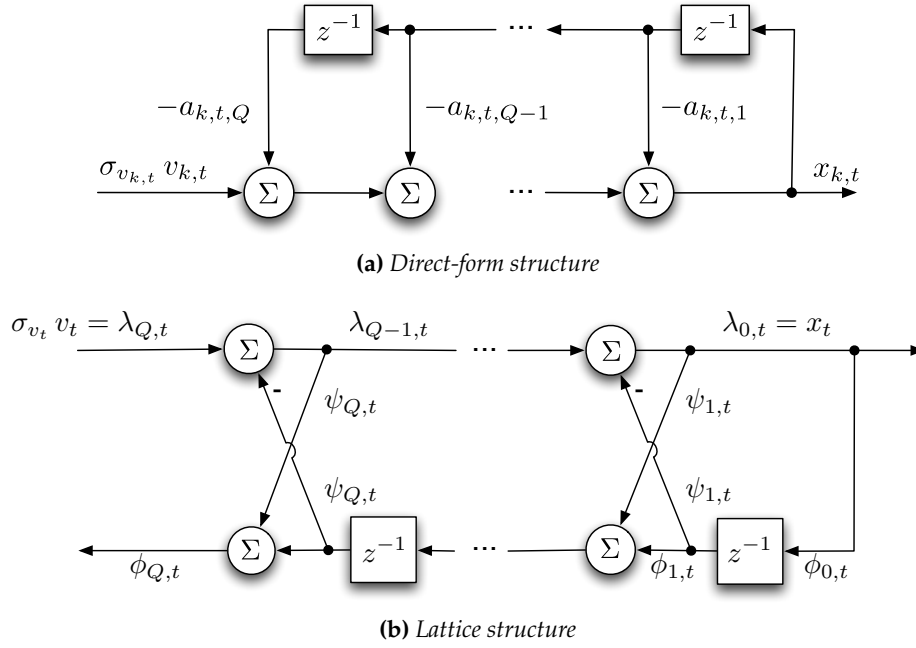 z⁻¹ ... z⁻¹
−a_{k,t,Q} −a_{k,t,Q−1} −a_{k,t,1}
σ_{v_{k,t}} v_{k,t} Σ Σ ... Σ x_{k,t}
(a) Direct-form structure
σ_{v_t} v_t = λ_{Q,t} Σ λ_{Q−1,t} ... Σ λ_{0,t} = x_t
- -
ψ_{Q,t} ψ_{1,t}
ψ_{Q,t} ψ_{1,t}
Σ z⁻¹ ... Σ z⁻¹
ϕ_{Q,t} ϕ_{1,t} ϕ_{0,t}
(b) Lattice structure